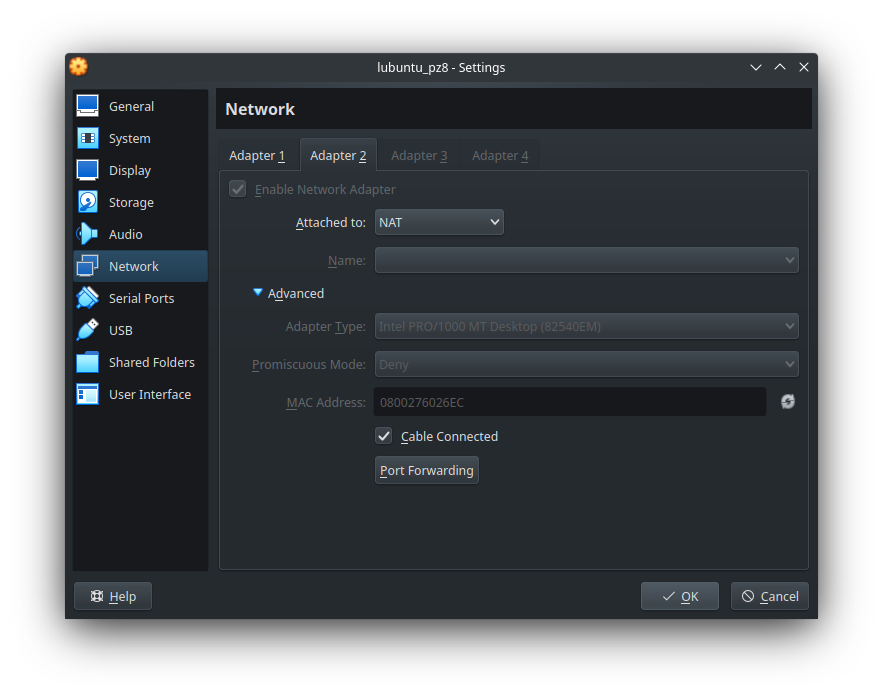 lubuntu_pz8 - Settings
General
System
Display
Storage
Audio
Network
Serial Ports
USB
Shared Folders
User Interface
Network
Adapter 1
Adapter 2
Adapter 3
Adapter 4
Enable Network Adapter
Attached to: NAT
Name:
Advanced
Adapter Type: Intel PRO/1000 MT Desktop (82540EM)
Promiscuous Mode: Deny
MAC Address: 0800276026EC
Cable Connected
Port Forwarding
Help
OK
Cancel